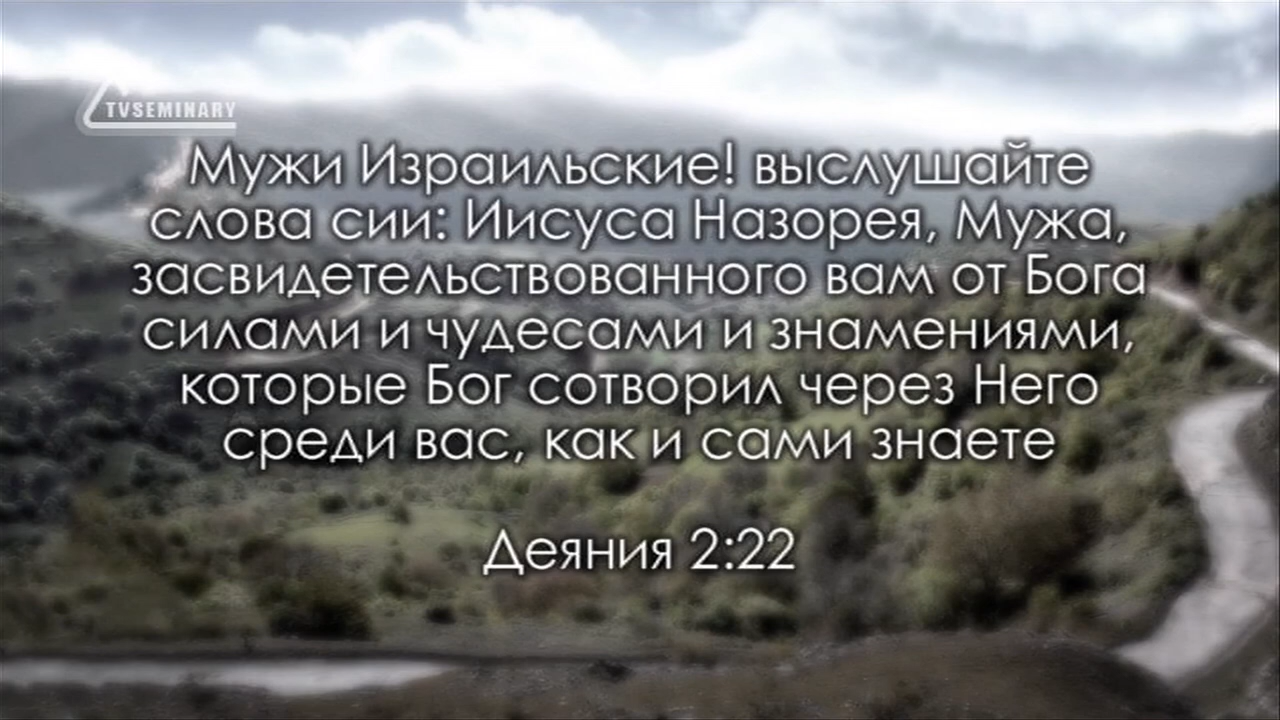 TVSEMINARY
Мужи Израильские! выслушайте
слова сии: Иисуса Назорея, Мужа,
засвидетельствованного вам от Бога
силами и чудесами и знамениями,
которые Бог сотворил через Него
среди вас, как и сами знаете
Деяния 2:22